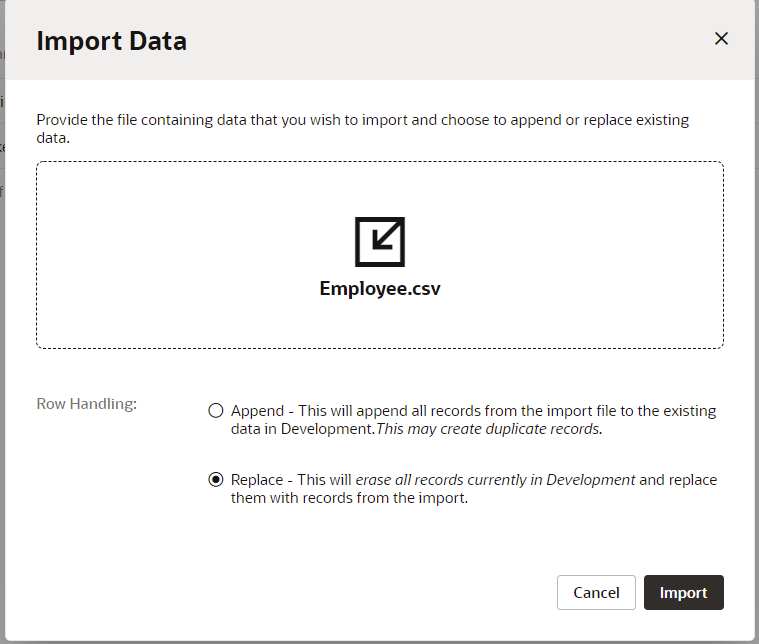 Import Data
Provide the file containing data that you wish to import and choose to append or replace existing
data.
Employee.csv
Row Handling:
Append - This will append all records from the import file to the existing
data in Development.This may create duplicate records.
Replace - This will erase all records currently in Development and replace
them with records from the import.
Cancel
Import